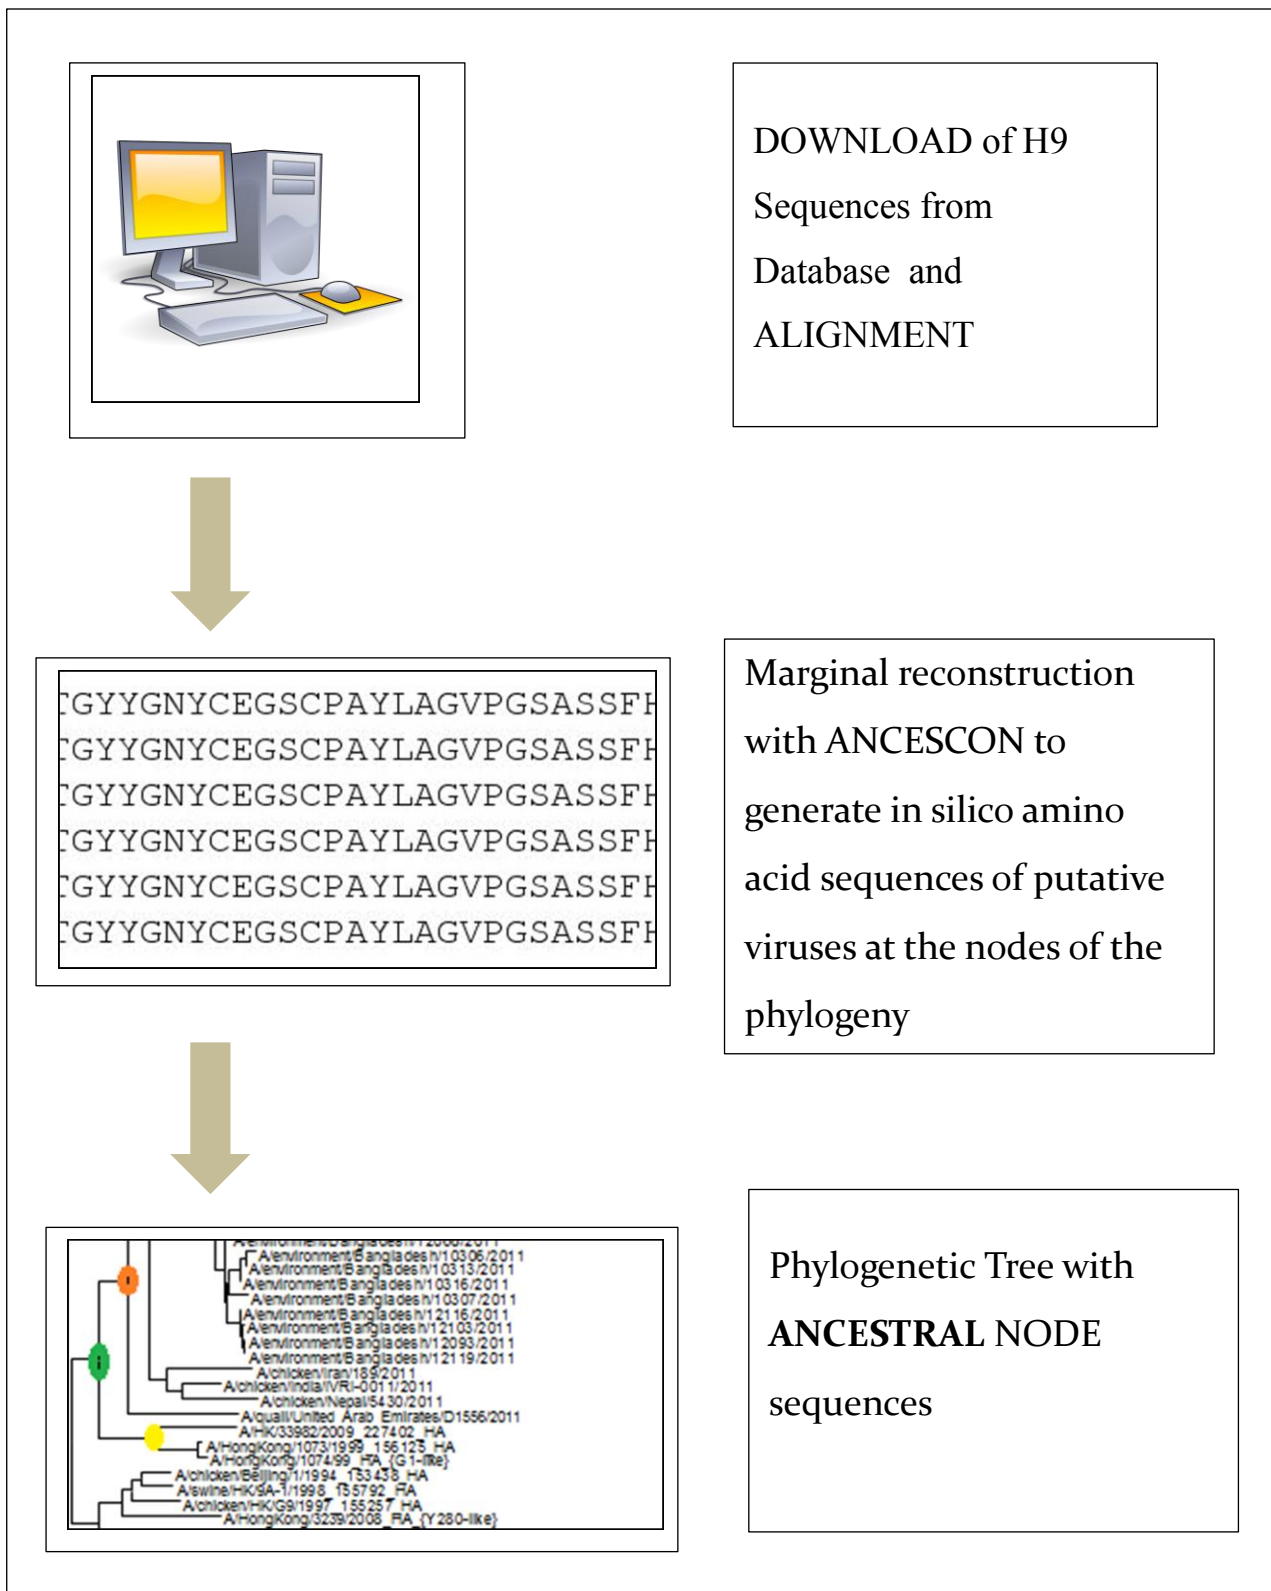 DOWNLOAD of H9
Sequences from
Database and
ALIGNMENT
TGYYGNYCEGSCPAYLAGVPGSASSFH
TGYYGNYCEGSCPAYLAGVPGSASSFH
TGYYGNYCEGSCPAYLAGVPGSASSFH
TGYYGNYCEGSCPAYLAGVPGSASSFH
TGYYGNYCEGSCPAYLAGVPGSASSFH
TGYYGNYCEGSCPAYLAGVPGSASSFH
Marginal reconstruction
with ANCESCON to
generate in silico amino
acid sequences of putative
viruses at the nodes of the
phylogeny
A/environment/Bangladesh/10306/2011
A/environment/Bangladesh/10313/2011
A/environment/Bangladesh/10316/2011
A/environment/Bangladesh/10307/2011
A/environment/Bangladesh/12116/2011
A/environment/Bangladesh/12103/2011
A/environment/Bangladesh/12093/2011
A/environment/Bangladesh/12119/2011
A/chicken/Iran/189/2011
A/chicken/India/IVRI-0011/2011
A/chicken/Nepal/5430/2011
A/quail/United Arab Emirates/D1556/2011
A/HK/33982/2009_227402_HA
A/HongKong/1073/1999_156125_HA
A/HongKong/1074/99_HA_{G1-like}
A/chicken/Beijing/1/1994_153438_HA
A/swine/HK/9A-1/1998_155792_HA
A/chicken/HK/G9/1997_155257_HA
A/HongKong/3239/2008_HA_{Y280-like}
Phylogenetic Tree with
ANCESTRAL NODE
sequences